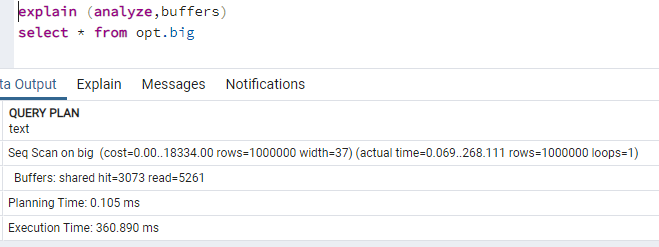 explain (analyze,buffers)
select * from opt.big
ta Output Explain Messages Notifications
QUERY PLAN
text
Seq Scan on big (cost=0.00..18334.00 rows=1000000 width=37) (actual time=0.069..268.111 rows=1000000 loops=1)
Buffers: shared hit=3073 read=5261
Planning Time: 0.105 ms
Execution Time: 360.890 ms